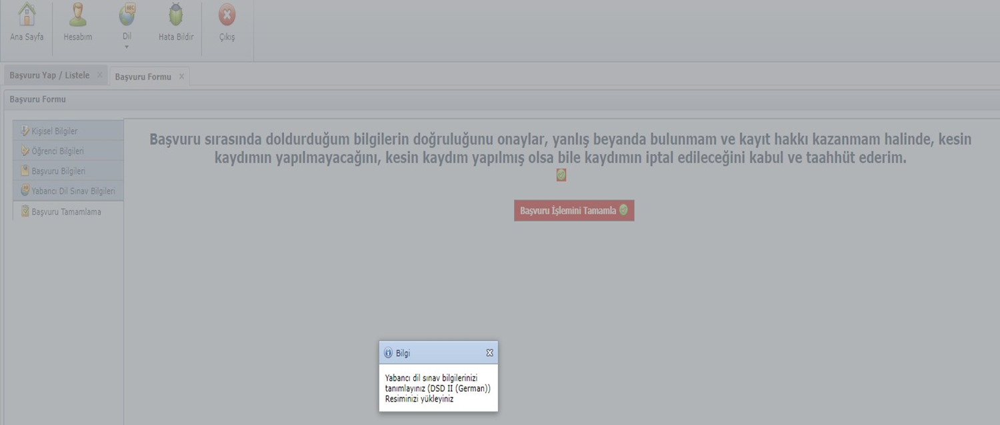 Ana Sayfa
Hesabım
Dil
Hata Bildir
Çıkış
Başvuru Yap / Listele
Başvuru Formu
Başvuru Formu
Kişisel Bilgiler
Öğrenci Bilgileri
Başvuru Bilgileri
Yabancı Dil Sınav Bilgileri
Başvuru Tamamlama
Başvuru sırasında doldurduğum bilgilerin doğruluğunu onaylar, yanlış beyanda bulunmam ve kayıt hakkı kazanmam halinde, kesin
kaydımın yapılmayacağını, kesin kaydım yapılmış olsa bile kaydımın iptal edileceğini kabul ve taahhüt ederim.
Başvuru İşlemini Tamamla
Bilgi
Yabancı dil sınav bilgilerinizi
tanımlayınız (DSD II (German))
Resiminizi yükleyiniz